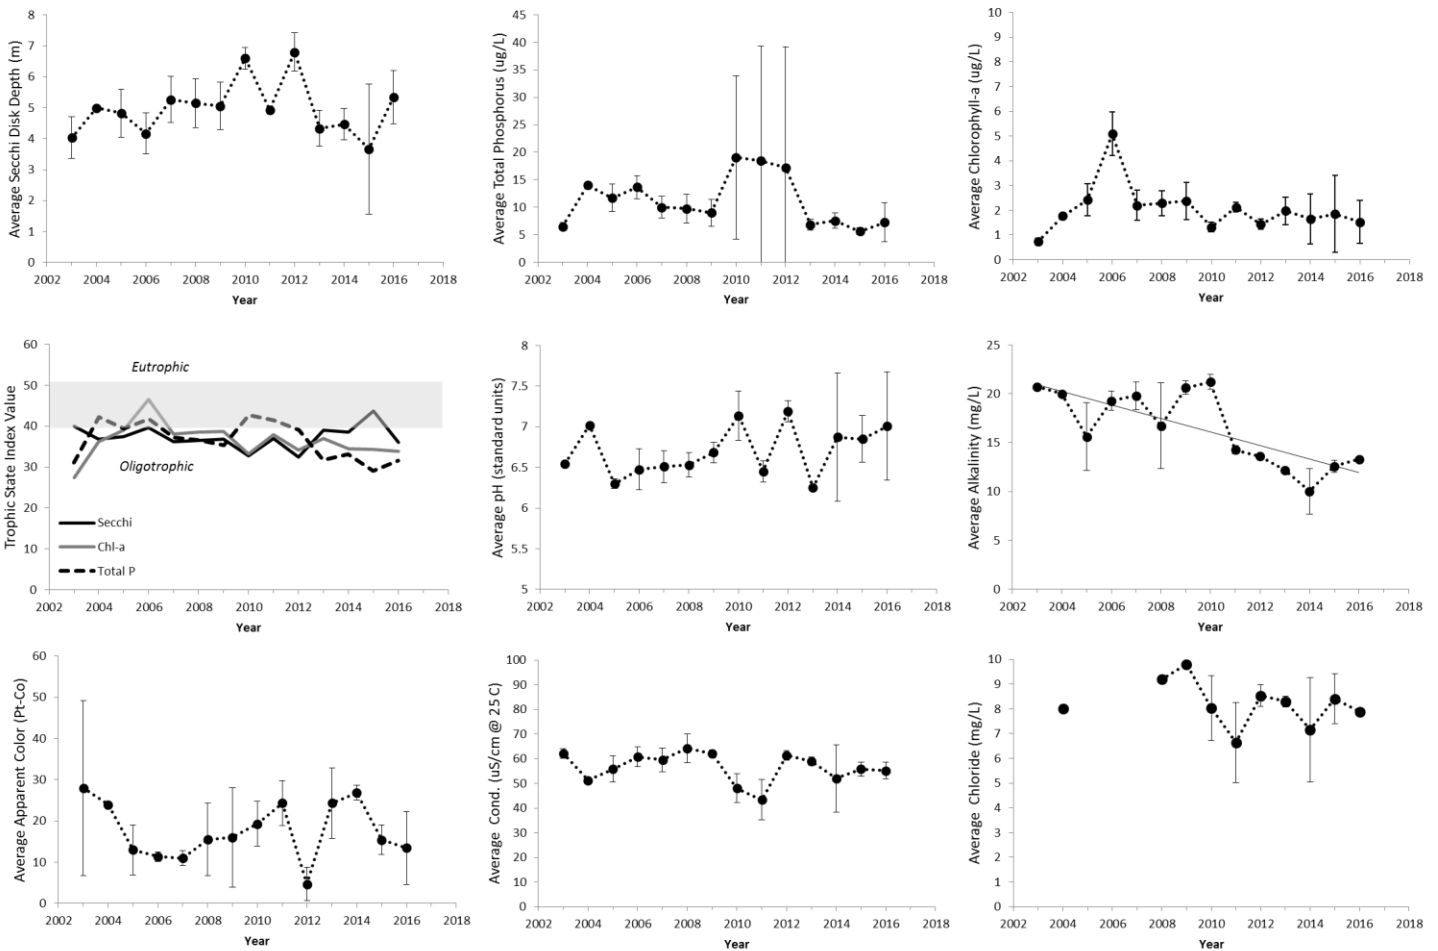 Average Secchi Disk Depth (m)
8
7
6
5
4
3
2
1
0
2002 2004 2006 2008 2010 2012 2014 2016 2018
Year
Average Total Phosphorus (ug/L)
45
40
35
30
25
20
15
10
5
0
2002 2004 2006 2008 2010 2012 2014 2016 2018
Year
Average Chlorophyll-a (ug/L)
10
9
8
7
6
5
4
3
2
1
0
2002 2004 2006 2008 2010 2012 2014 2016 2018
Year
Trophic State Index Value
60
50
40
30
20
10
0
Eutrophic
Oligotrophic
Secchi
Chl-a
Total P
2002 2004 2006 2008 2010 2012 2014 2016 2018
Year
Average pH (standard units)
8
7.5
7
6.5
6
5.5
5
2002 2004 2006 2008 2010 2012 2014 2016 2018
Year
Average Alkalinity (mg/L)
25
20
15
10
5
0
2002 2004 2006 2008 2010 2012 2014 2016 2018
Year
Average Apparent Color (Pt-Co)
60
50
40
30
20
10
0
2002 2004 2006 2008 2010 2012 2014 2016 2018
Year
Average Cond. (uS/cm @ 25 C)
100
90
80
70
60
50
40
30
20
10
0
2002 2004 2006 2008 2010 2012 2014 2016 2018
Year
Average Chloride (mg/L)
10
9
8
7
6
5
4
3
2
1
0
2002 2004 2006 2008 2010 2012 2014 2016 2018
Year